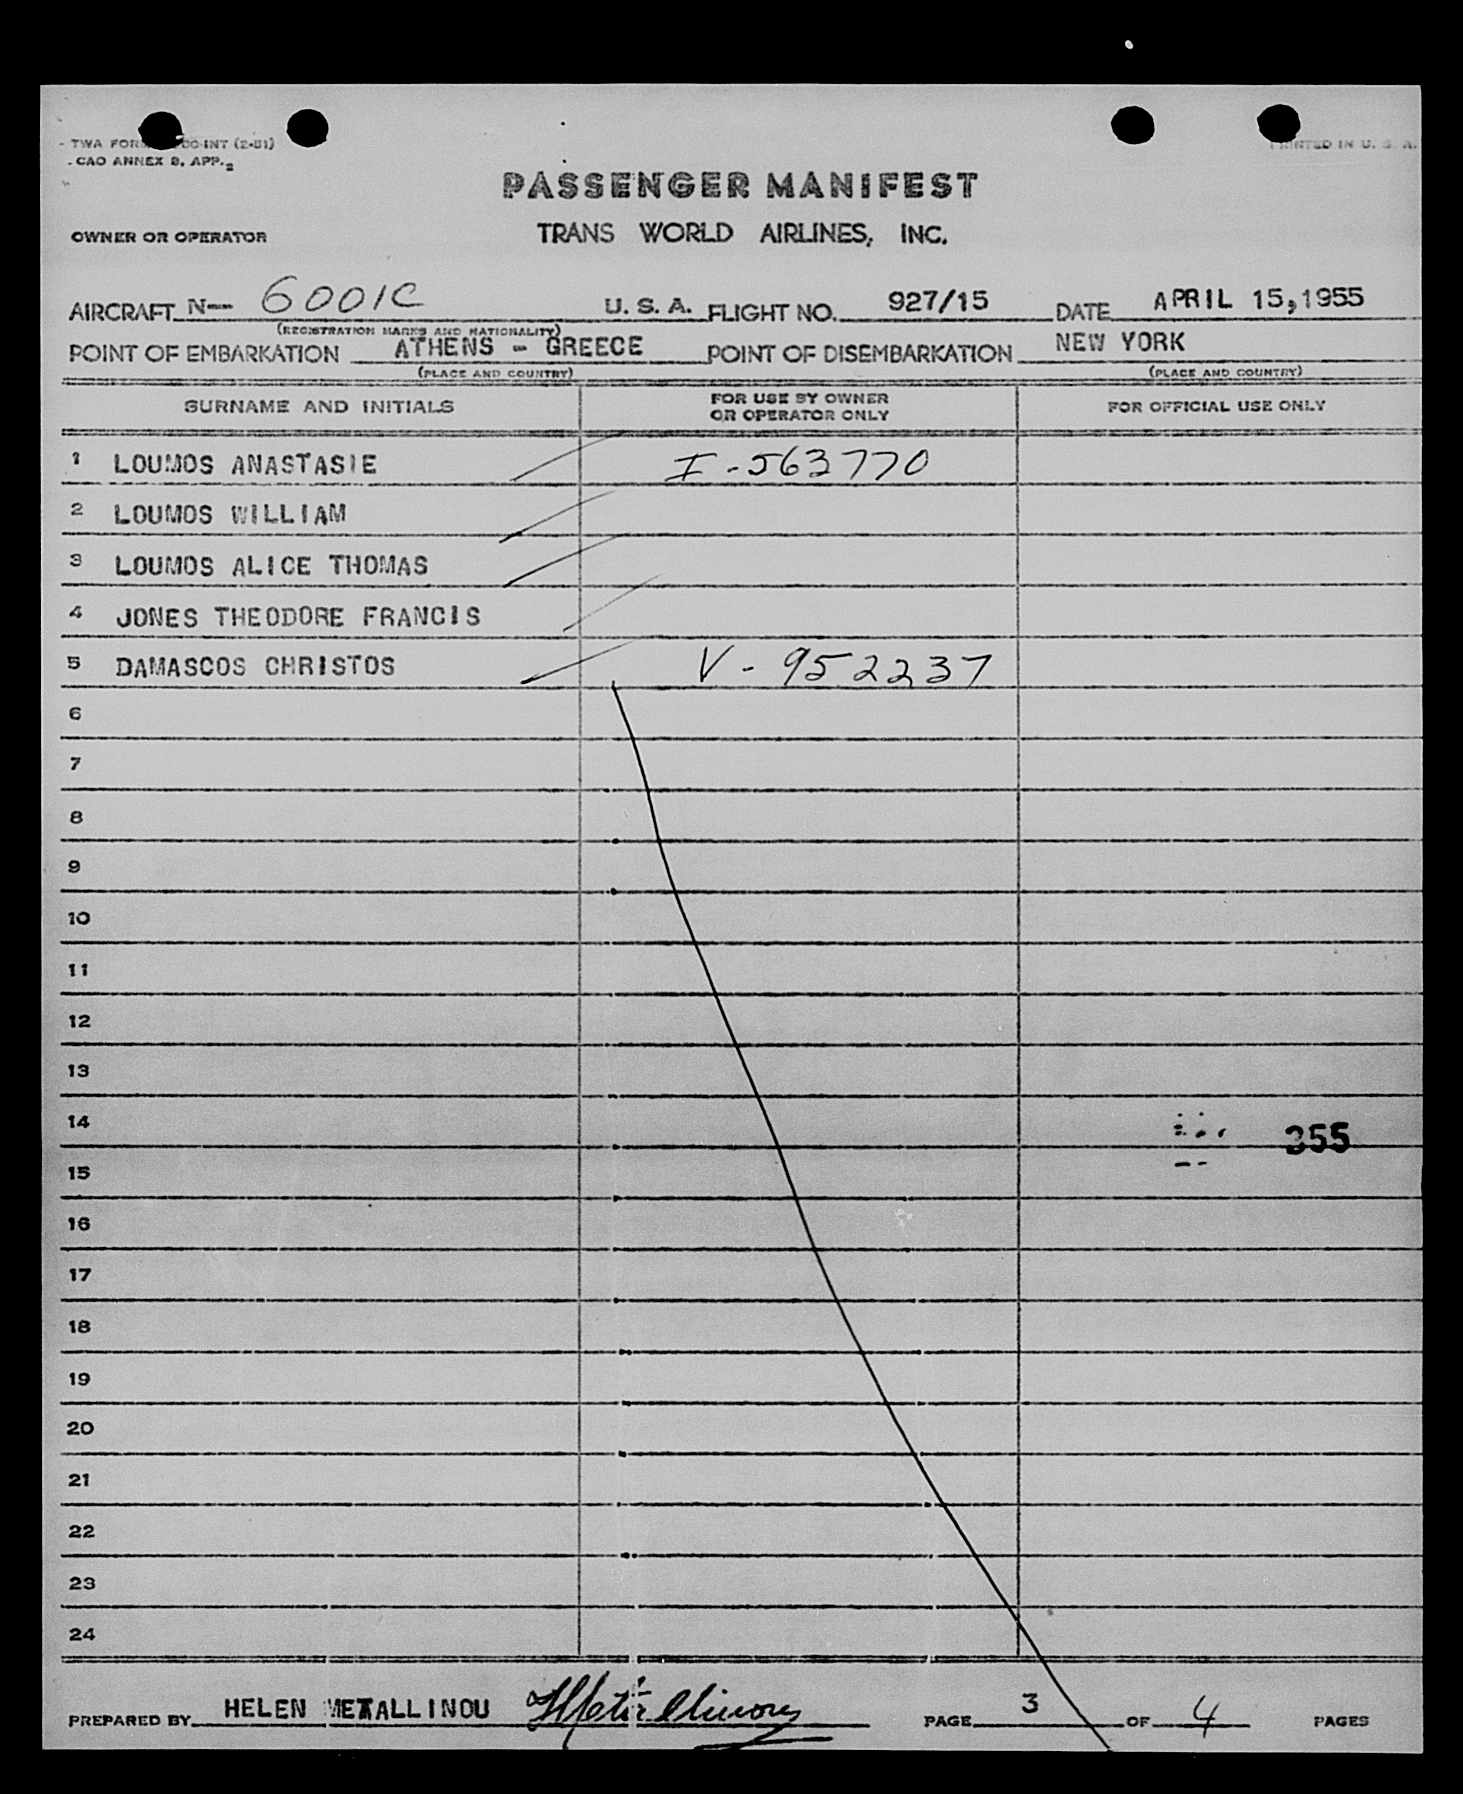 TWA FORM
CAO ANNEX 9, APP. 2
PRINTED IN U. S. A.
PASSENGER MANIFEST
OWNER OR OPERATOR TRANS WORLD AIRLINES, INC.
AIRCRAFT N-- 6001C U. S. A. FLIGHT NO. 927/15 DATE APRIL 15,1955
(REGISTRATION MARKS AND NATIONALITY)
POINT OF EMBARKATION ATHENS - GREECE POINT OF DISEMBARKATION NEW YORK
(PLACE AND COUNTRY) (PLACE AND COUNTRY)
SURNAME AND INITIALS FOR USE BY OWNER OR OPERATOR ONLY FOR OFFICIAL USE ONLY
1 LOUMOS ANASTASIE I-563770
2 LOUMOS WILLIAM
3 LOUMOS ALICE THOMAS
4 JONES THEODORE FRANCIS
5 DAMASCOS CHRISTOS V-952237
6
7
8
9
10
11
12
13
14
355
15
16
17
18
19
20
21
22
23
24
PREPARED BY HELEN METALLINOU HMetallinou PAGE 3 OF 4 PAGES